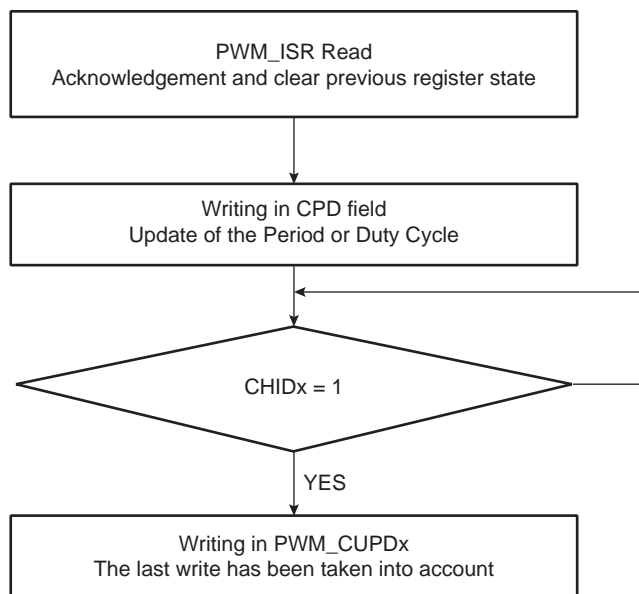 PWM_ISR Read
Acknowledgement and clear previous register state
Writing in CPD field
Update of the Period or Duty Cycle
CHIDx = 1
YES
Writing in PWM_CUPDx
The last write has been taken into account